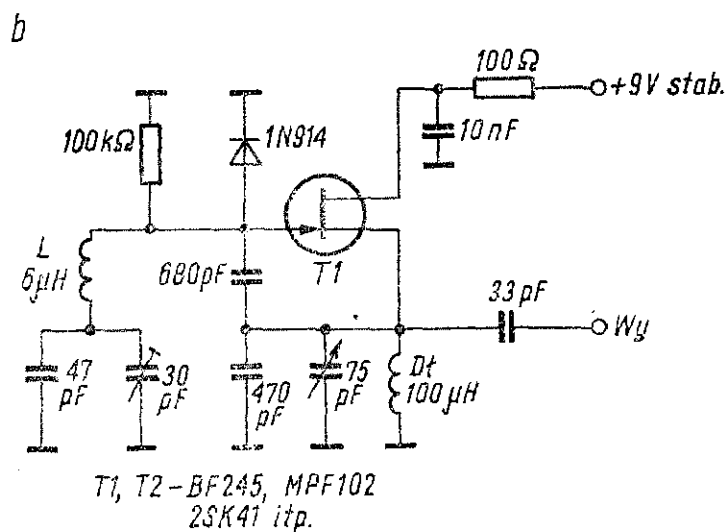 b
100Ω
+9V stab.
10nF
100kΩ
1N914
L
6μH
680pF
T1
33pF
Wy
47
pF
30
pF
470
pF
75
pF
Dt
100μH
T1, T2-BF245, MPF102
2SK41 itp.